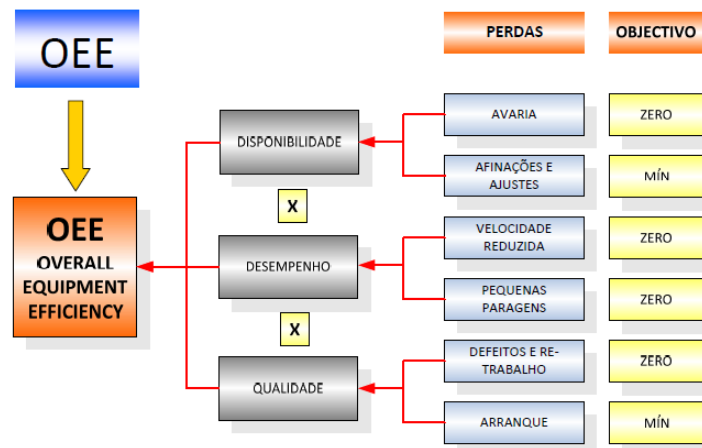 OEE
PERDAS
OBJECTIVO
AVARIA
ZERO
DISPONIBILIDADE
AFINAÇÕES E
AJUSTES
MÍN
X
OEE
OVERALL
EQUIPMENT
EFFICIENCY
VELOCIDADE
REDUZIDA
ZERO
DESEMPENHO
PEQUENAS
PARAGENS
ZERO
X
DEFEITOS E RE-
TRABALHO
ZERO
QUALIDADE
ARRANQUE
MÍN